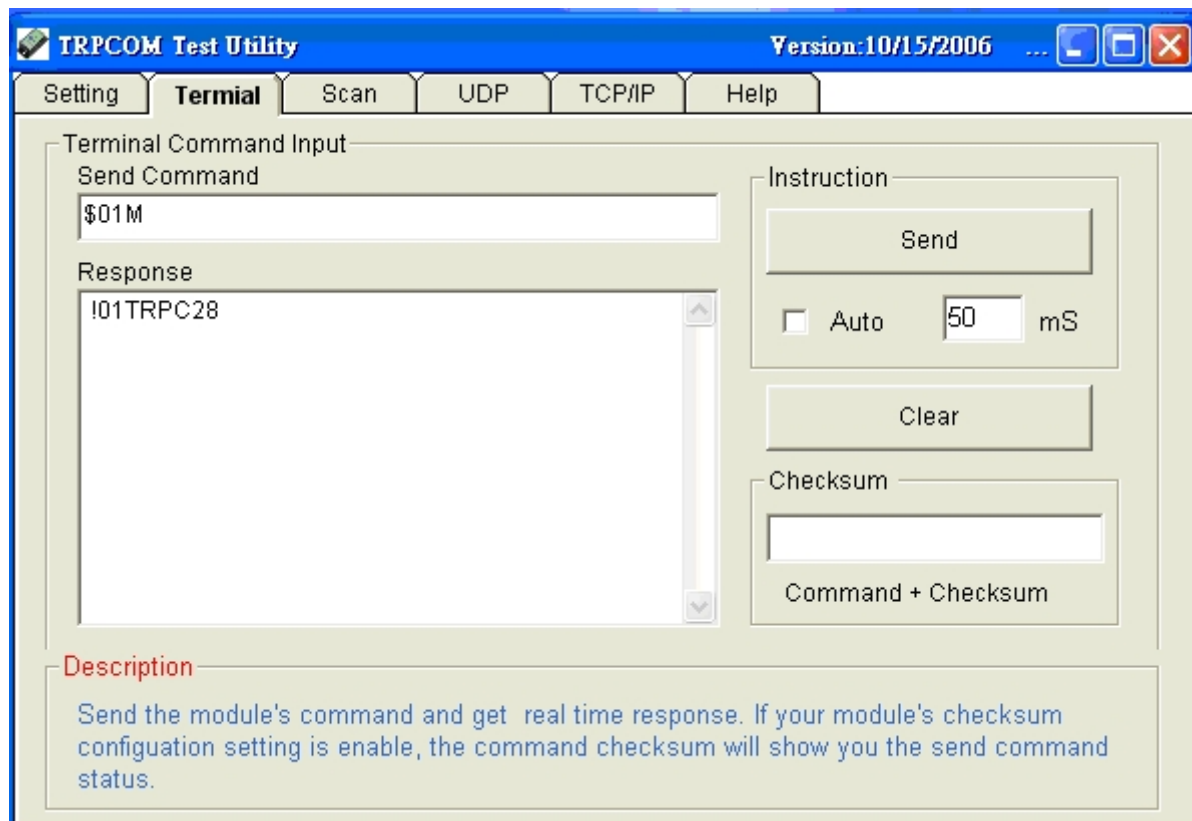 TRPCOM Test Utility Version:10/15/2006 ...
Setting Termial Scan UDP TCP/IP Help
Terminal Command Input
Send Command
$01M
Response
!01TRPC28
Instruction
Send
Auto 50 mS
Clear
Checksum
Command + Checksum
Description
Send the module's command and get real time response. If your module's checksum
configuation setting is enable, the command checksum will show you the send command
status.